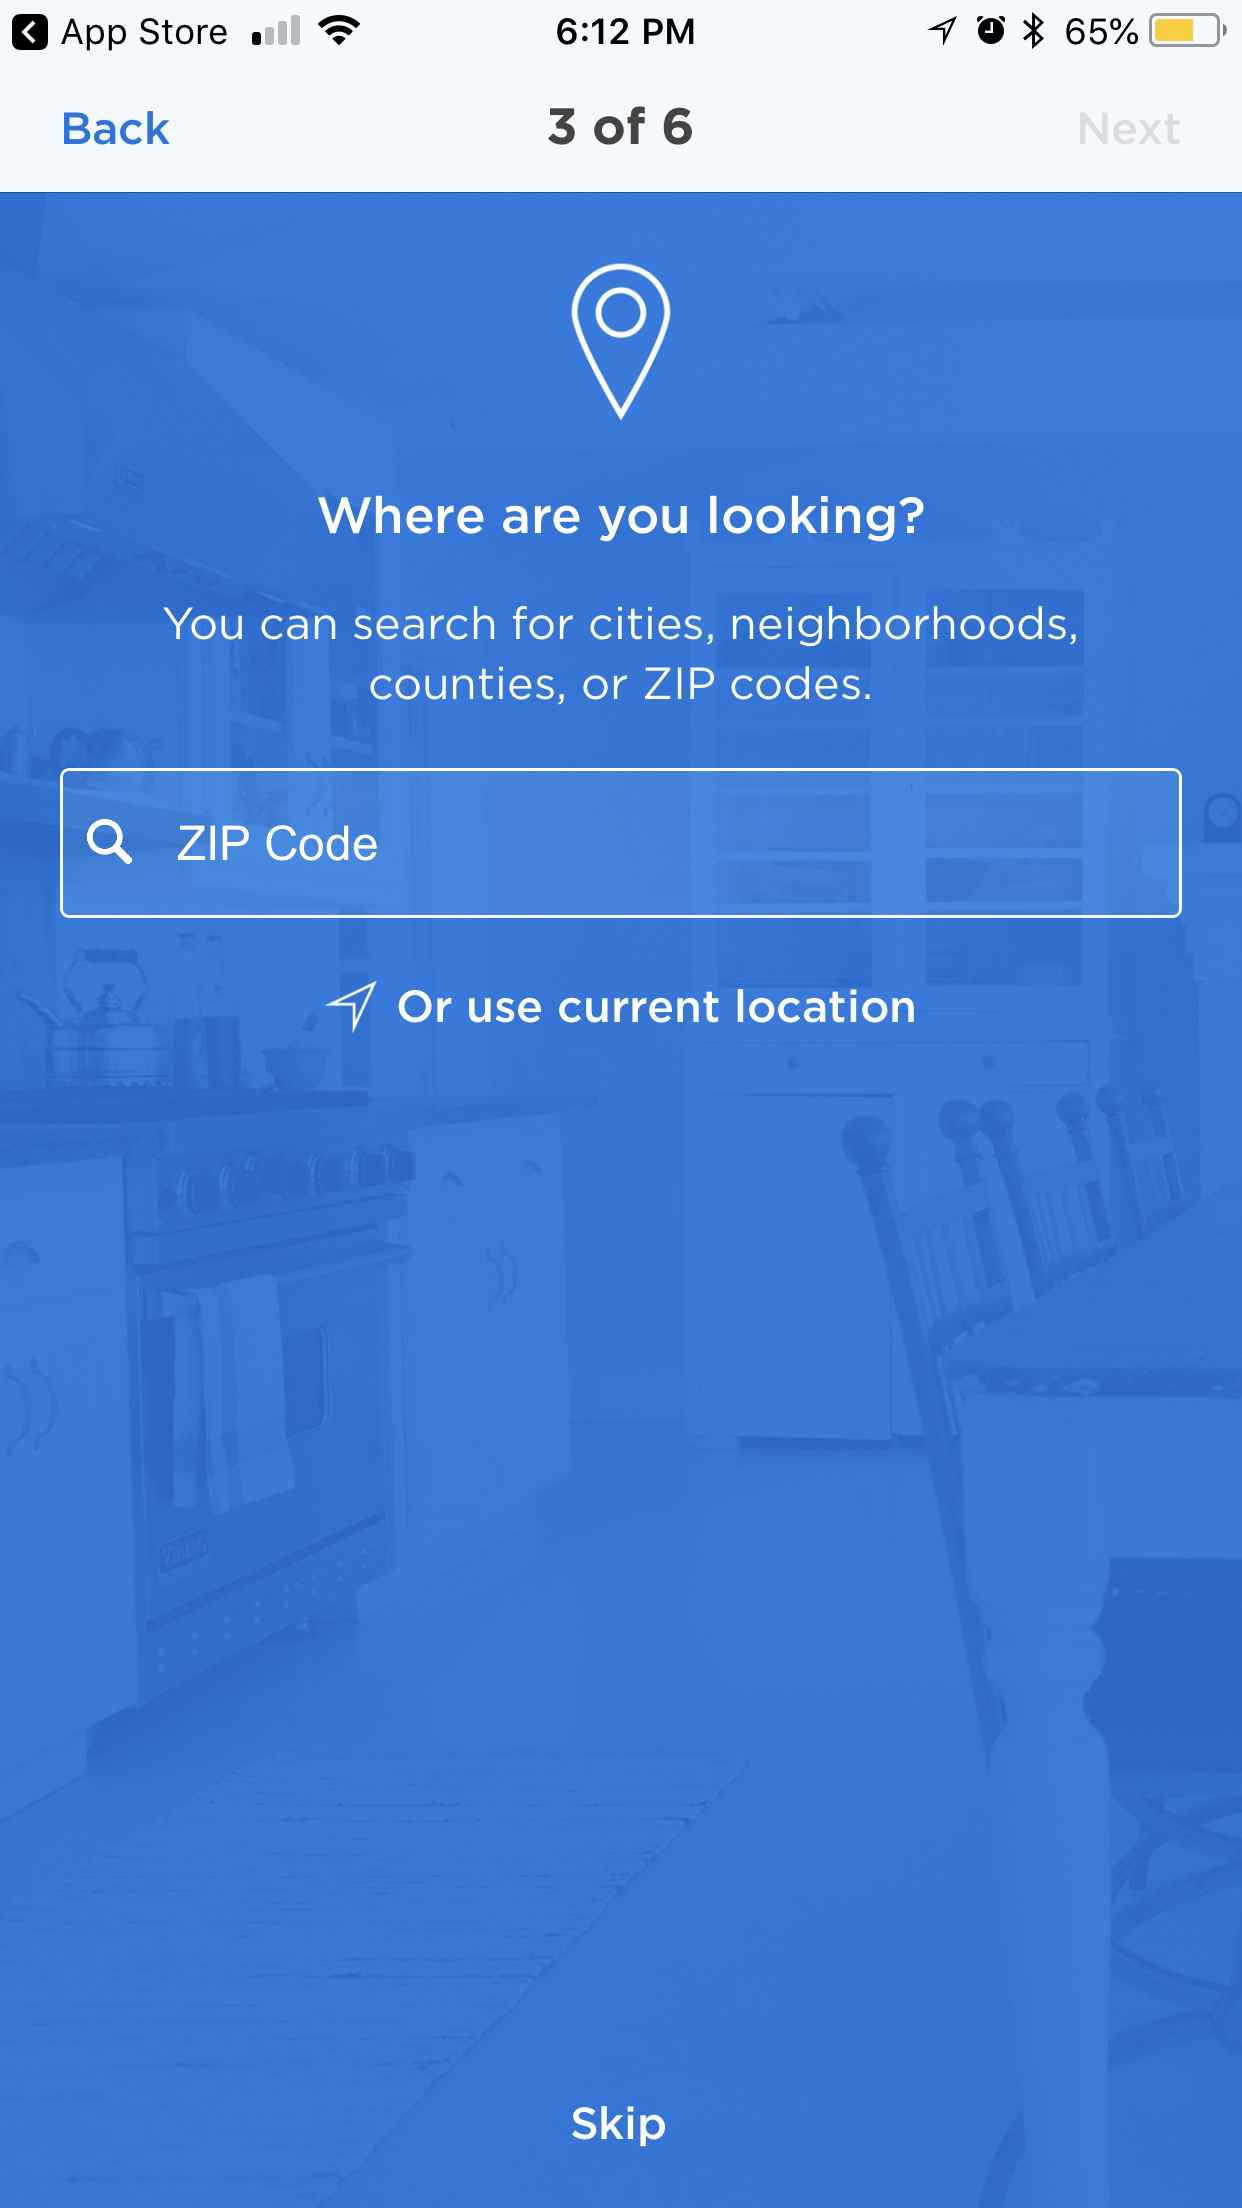 App Store 6:12 PM 65%
Back 3 of 6 Next
Where are you looking?
You can search for cities, neighborhoods,
counties, or ZIP codes.
ZIP Code
Or use current location
VIKING
Skip